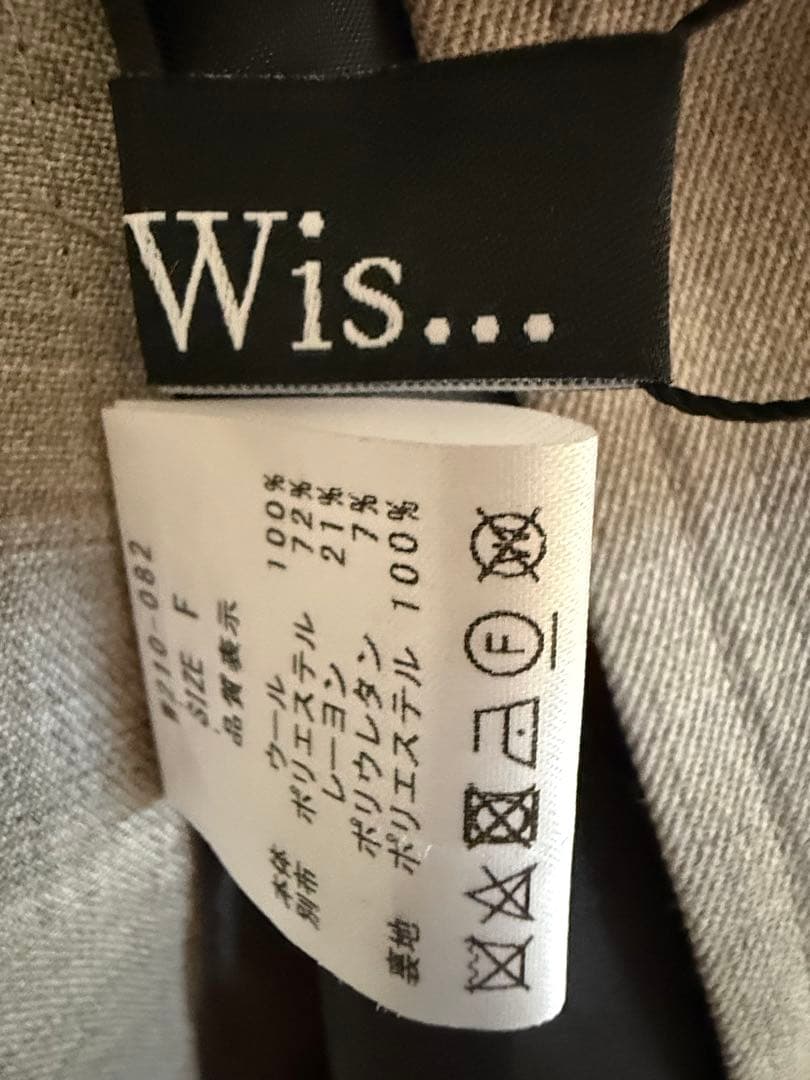 Wis...
W210-082
SIZE F
品質表示
本体 ウール 100%
別布 ポリエステル 72%
レーヨン 21%
ポリウレタン 7%
裏地 ポリエステル 100%
F
W